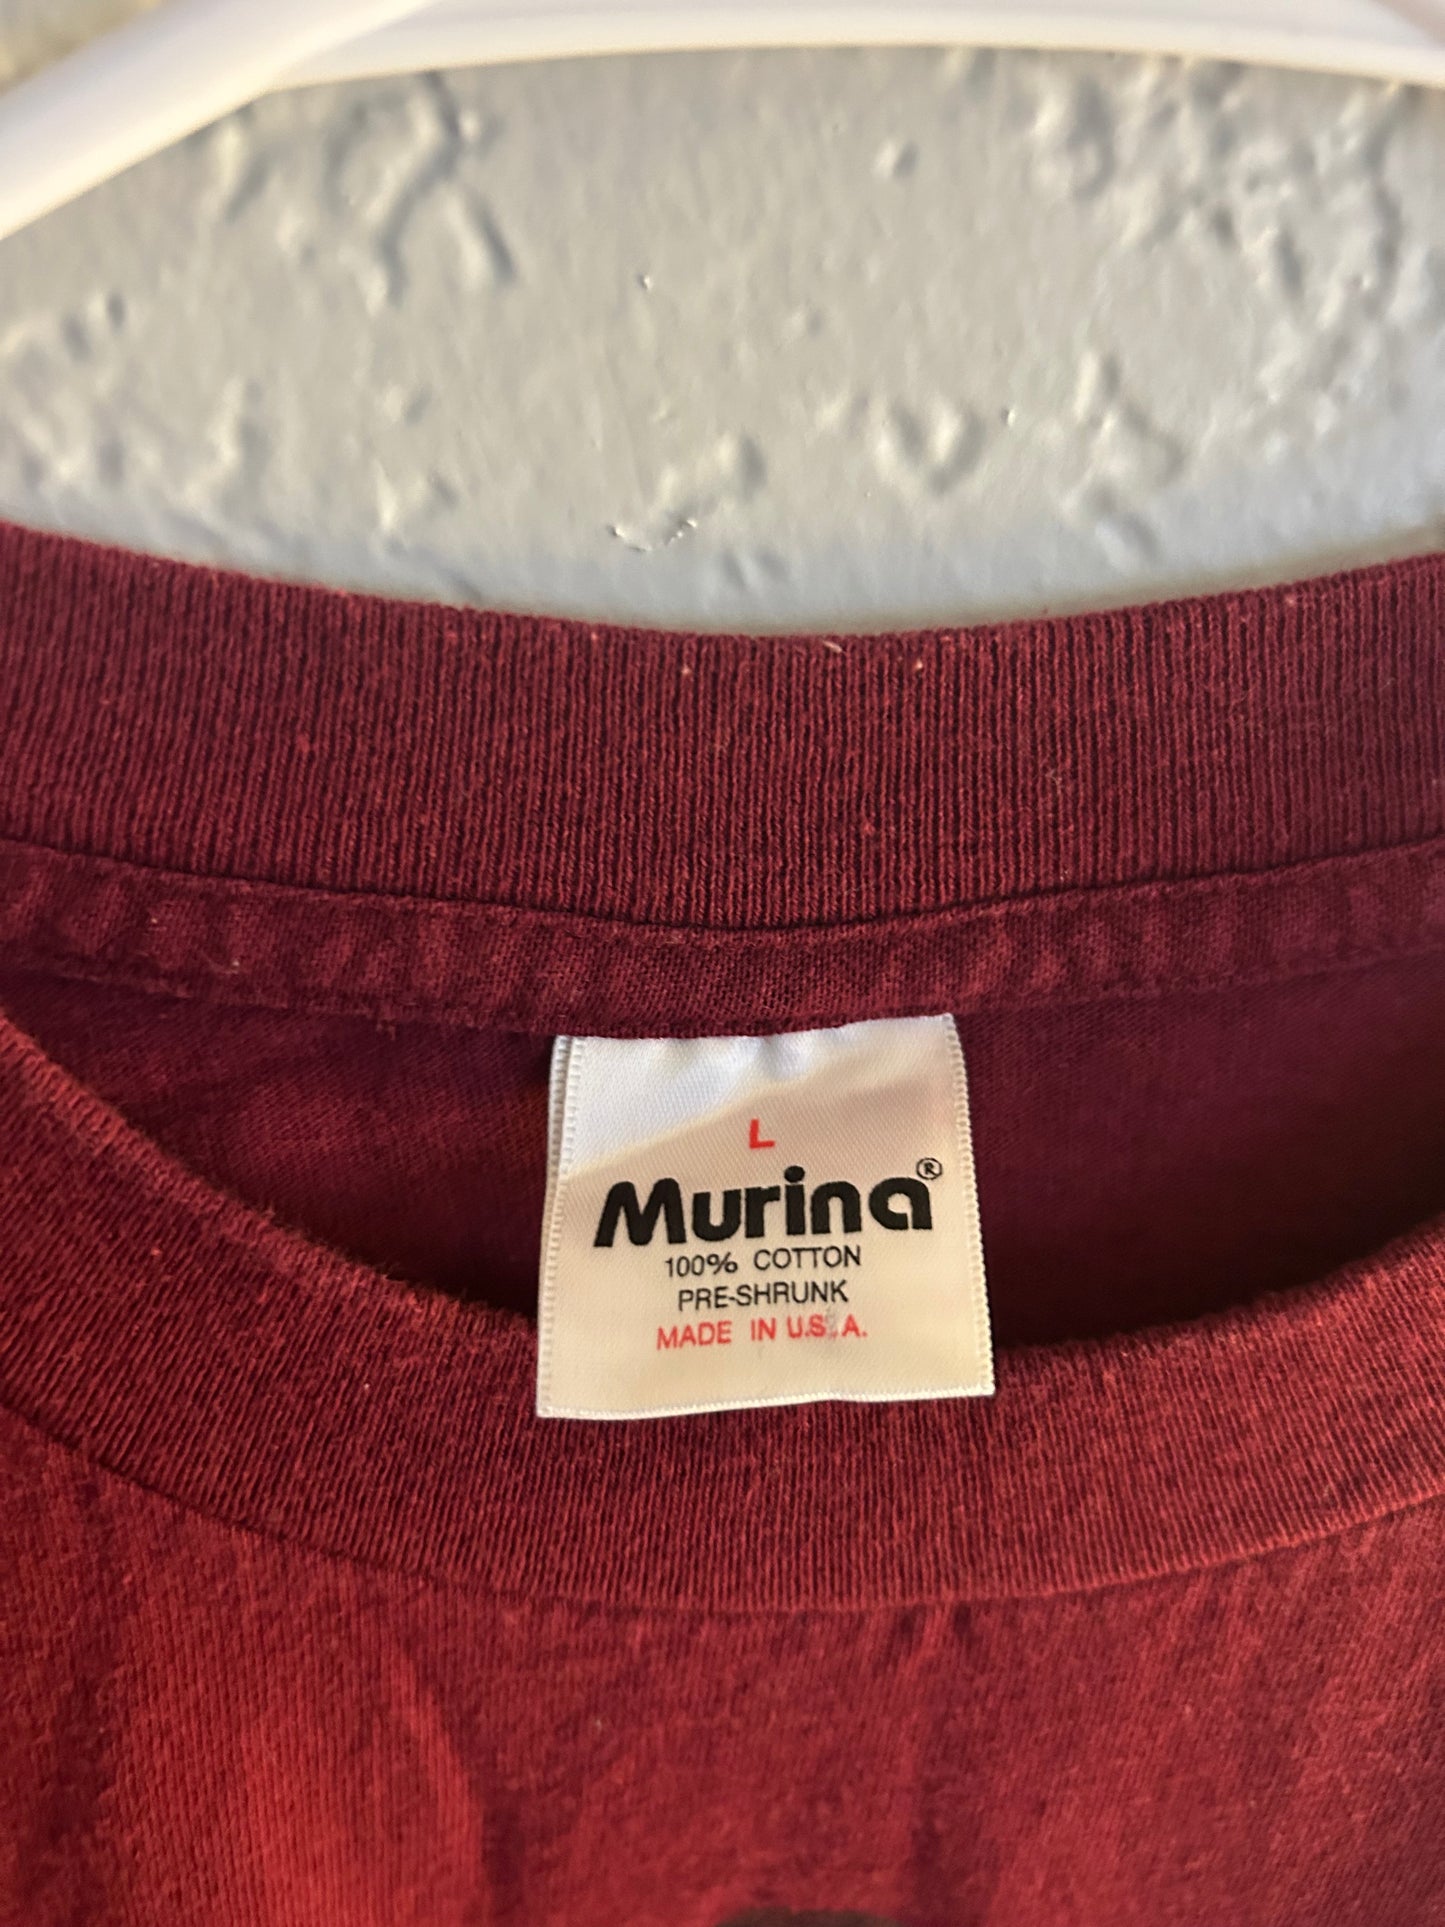 L
Murina®
100% COTTON
PRE-SHRUNK
MADE IN U.S.A.